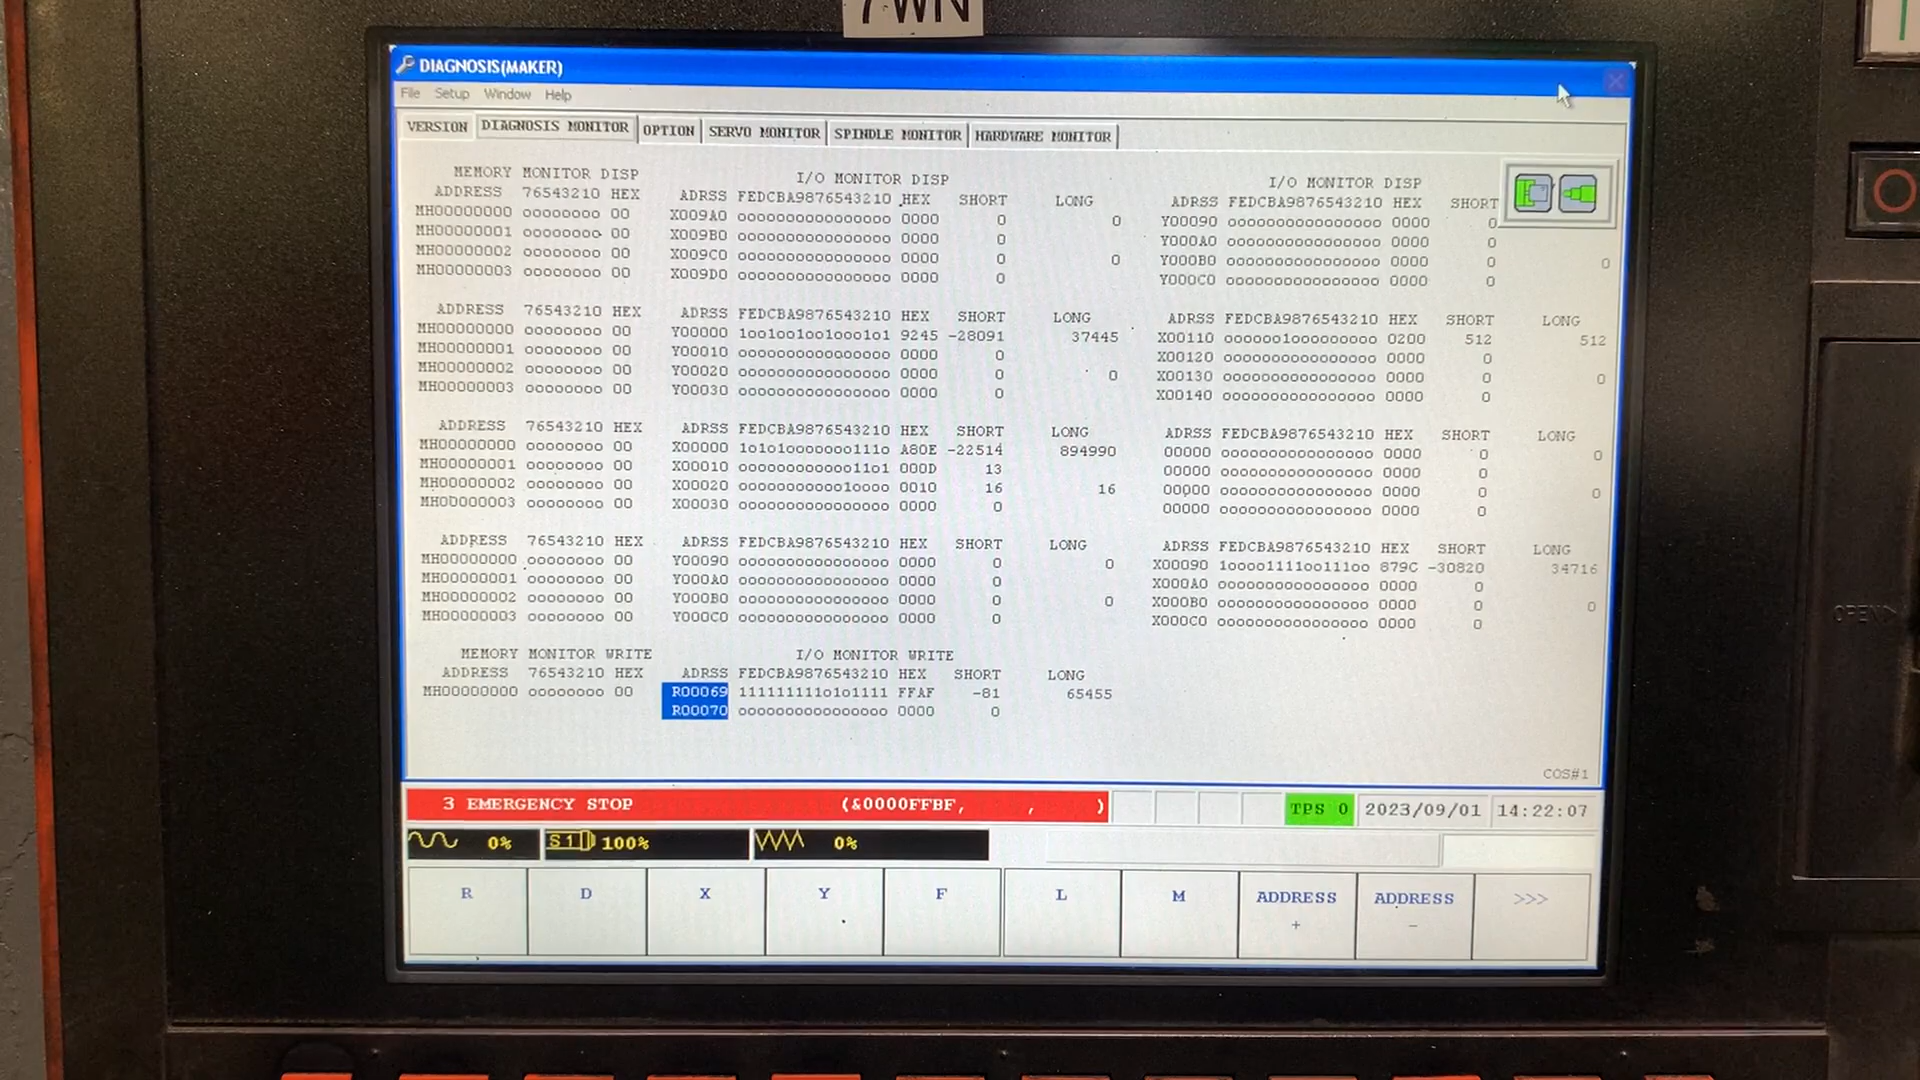 7WN
DIAGNOSIS(MAKER)
File Setup Window Help
VERSION DIAGNOSIS MONITOR OPTION SERVO MONITOR SPINDLE MONITOR HARDWARE MONITOR
MEMORY MONITOR DISP I/O MONITOR DISP I/O MONITOR DISP
ADDRESS 76543210 HEX ADRSS FEDCBA9876543210 HEX SHORT LONG ADRSS FEDCBA9876543210 HEX SHORT
MH00000000 oooooooo 00 X009A0 oooooooooooooooo 0000 0 0 Y00090 oooooooooooooooo 0000 0
MH00000001 oooooooo 00 X009B0 oooooooooooooooo 0000 0 Y000A0 oooooooooooooooo 0000 0
MH00000002 oooooooo 00 X009C0 oooooooooooooooo 0000 0 0 Y000B0 oooooooooooooooo 0000 0 0
MH00000003 oooooooo 00 X009D0 oooooooooooooooo 0000 0 Y000C0 oooooooooooooooo 0000 0
ADDRESS 76543210 HEX ADRSS FEDCBA9876543210 HEX SHORT LONG ADRSS FEDCBA9876543210 HEX SHORT LONG
MH00000000 oooooooo 00 Y00000 1oo1oo1oo1ooo1o1 9245 -28091 37445 X00110 oooooo1ooooooooo 0200 512 512
MH00000001 oooooooo 00 Y00010 oooooooooooooooo 0000 0 X00120 oooooooooooooooo 0000 0
MH00000002 oooooooo 00 Y00020 oooooooooooooooo 0000 0 0 X00130 oooooooooooooooo 0000 0 0
MH00000003 oooooooo 00 Y00030 oooooooooooooooo 0000 0 X00140 oooooooooooooooo 0000 0
ADDRESS 76543210 HEX ADRSS FEDCBA9876543210 HEX SHORT LONG ADRSS FEDCBA9876543210 HEX SHORT LONG
MH00000000 oooooooo 00 X00000 1o1o1ooooooo111o A80E -22514 894990 00000 oooooooooooooooo 0000 0 0
MH00000001 oooooooo 00 X00010 oooooooooooo11o1 000D 13 00000 oooooooooooooooo 0000 0
MH00000002 oooooooo 00 X00020 ooooooooooo1oooo 0010 16 16 00000 oooooooooooooooo 0000 0 0
MH00000003 oooooooo 00 X00030 oooooooooooooooo 0000 0 00000 oooooooooooooooo 0000 0
ADDRESS 76543210 HEX ADRSS FEDCBA9876543210 HEX SHORT LONG ADRSS FEDCBA9876543210 HEX SHORT LONG
MH00000000 oooooooo 00 Y00090 oooooooooooooooo 0000 0 0 X00090 1oooo1111oo111oo 879C -30820 34716
MH00000001 oooooooo 00 Y000A0 oooooooooooooooo 0000 0 X000A0 oooooooooooooooo 0000 0
MH00000002 oooooooo 00 Y000B0 oooooooooooooooo 0000 0 0 X000B0 oooooooooooooooo 0000 0 0
MH00000003 oooooooo 00 Y000C0 oooooooooooooooo 0000 0 X000C0 oooooooooooooooo 0000 0
MEMORY MONITOR WRITE I/O MONITOR WRITE
ADDRESS 76543210 HEX ADRSS FEDCBA9876543210 HEX SHORT LONG
MH00000000 oooooooo 00 R00069 111111111o1o1111 FFAF -81 65455
R00070 oooooooooooooooo 0000 0
COS#1
3 EMERGENCY STOP (&0000FFBF, , ) TPS 0 2023/09/01 14:22:07
0% S1 100% 0%
R D X Y F L M ADDRESS + ADDRESS - >>>
OPEN